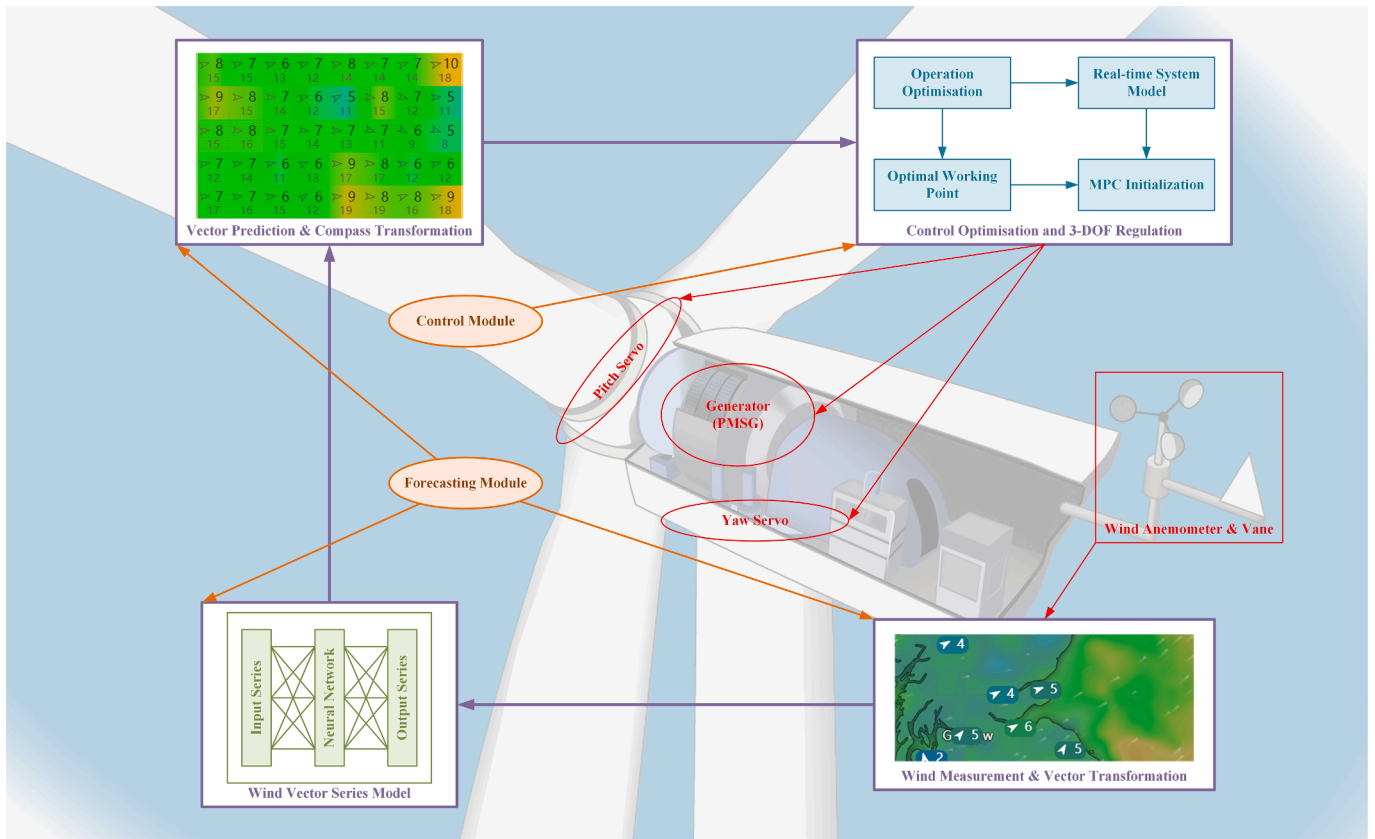 8 7 6 7 8 7 7 10
15 15 13 12 14 14 14 18
9 8 7 6 5 8 7 5
17 15 14 12 11 15 12 11
8 8 7 7 7 7 6 5
15 16 15 14 13 11 9 8
7 7 6 6 9 8 6 6
12 14 11 13 17 17 12 12
7 7 6 6 9 9 8 9
17 16 15 12 19 19 16 18
Vector Prediction & Compass Transformation
Operation
Optimisation
Real-time System
Model
Optimal Working
Point
MPC Initialization
Control Optimisation and 3-DOF Regulation
Control Module
Pitch Servo
Generator
(PMSG)
Forecasting Module
Yaw Servo
Wind Anemometer & Vane
Input Series
Neural Network
Output Series
Wind Vector Series Model
4
4
5
6
G 5 w
5
2
Wind Measurement & Vector Transformation